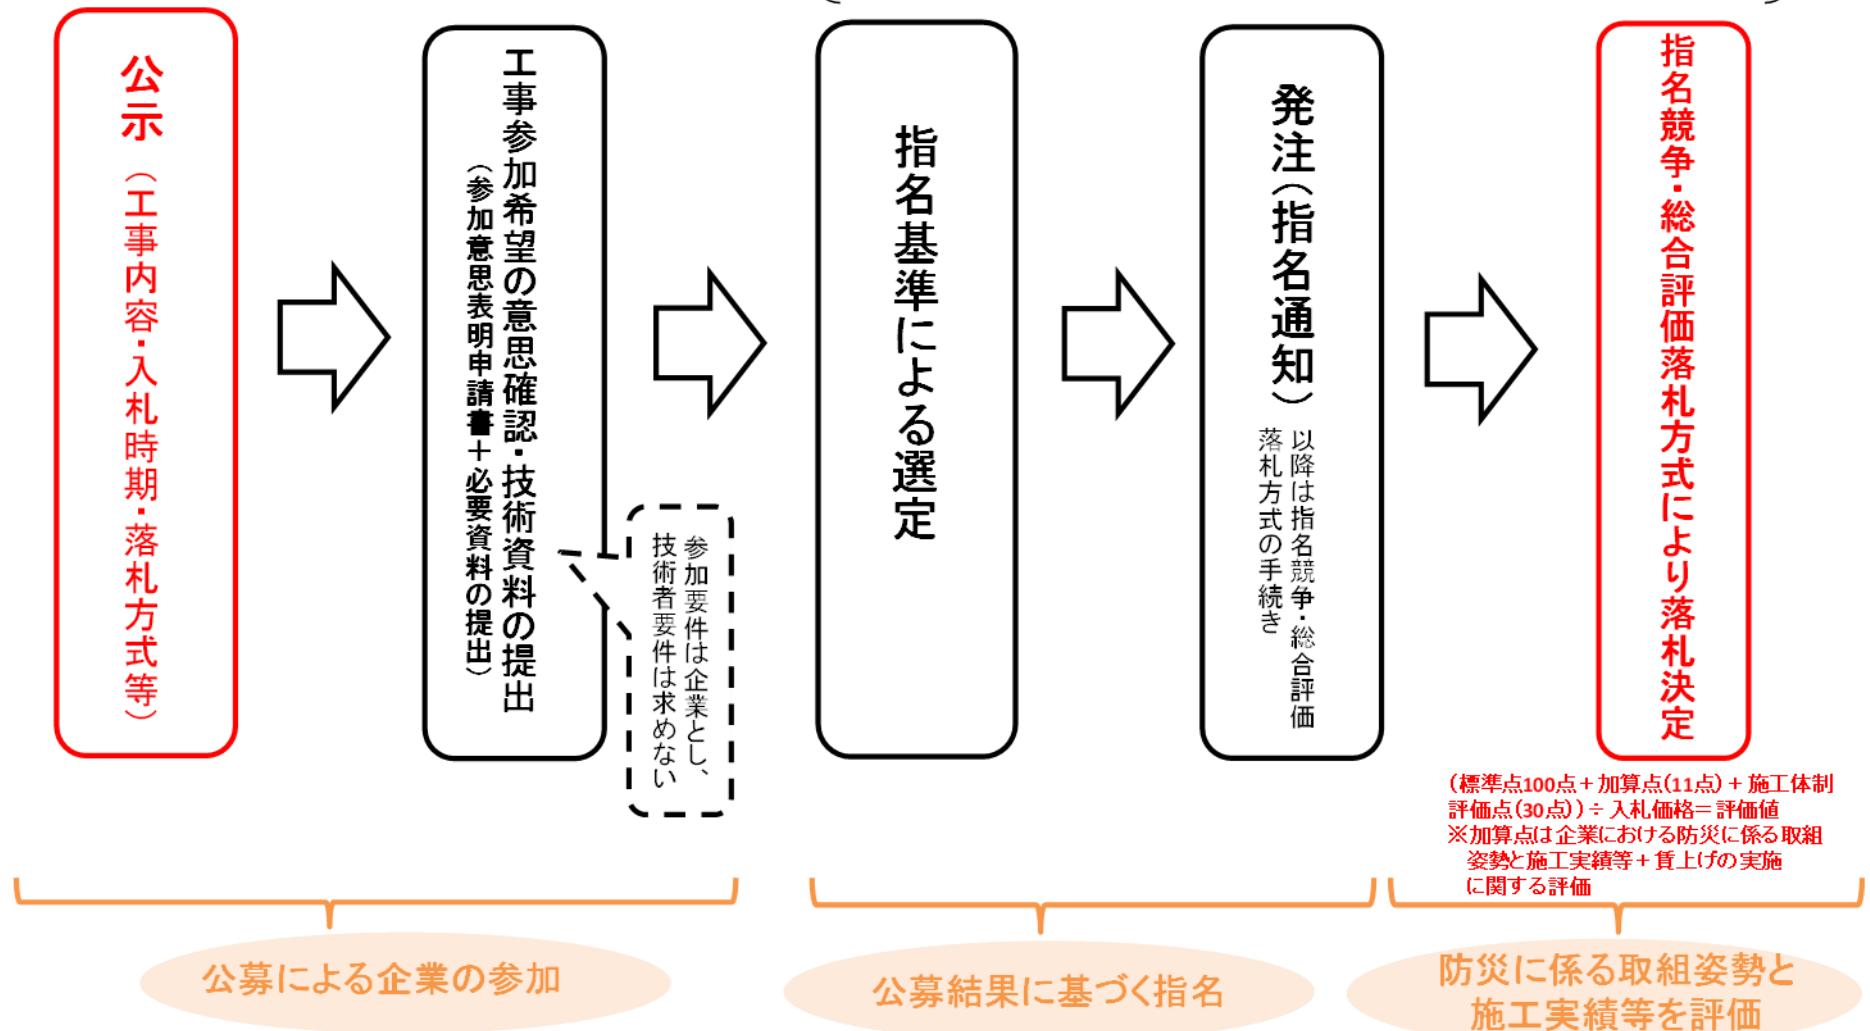 公示（工事内容・入札時期・落札方式等）
工事参加希望の意思確認・技術資料の提出
（参加意思表明申請書＋必要資料の提出）
参加要件は企業とし、
技術者要件は求めない
指名基準による選定
発注（指名通知）
以降は指名競争・総合評価
落札方式の手続き
指名競争・総合評価落札方式により落札決定
（標準点100点＋加算点（11点）＋施工体制
評価点（30点））÷入札価格＝評価値
※加算点は企業における防災に係る取組
姿勢と施工実績等＋賃上げの実施
に関する評価
公募による企業の参加
公募結果に基づく指名
防災に係る取組姿勢と
施工実績等を評価